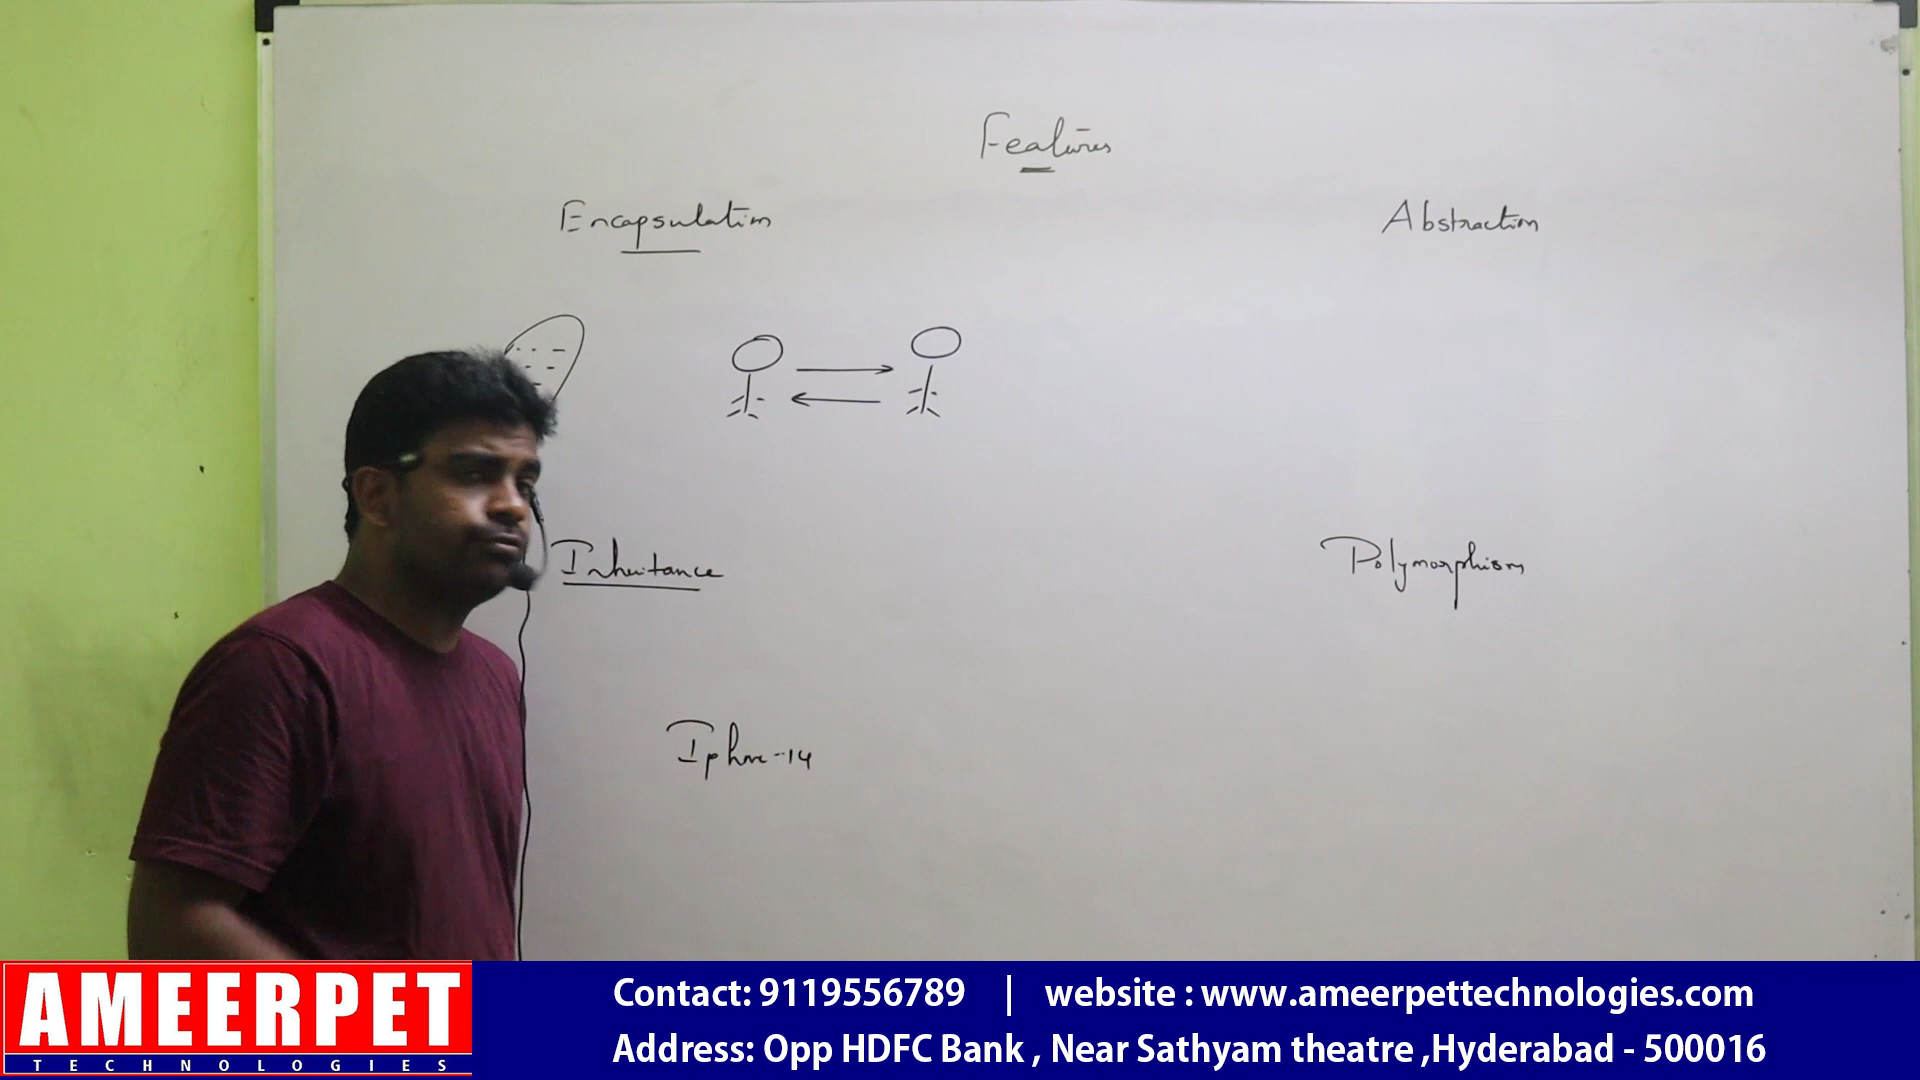 Features
Encapsulation
Abstraction
Inheritance
Polymorphism
Iphone-14
AMEERPET
TECHNOLOGIES
Contact: 9119556789 | website : www.ameerpettechnologies.com
Address: Opp HDFC Bank , Near Sathyam theatre ,Hyderabad - 500016